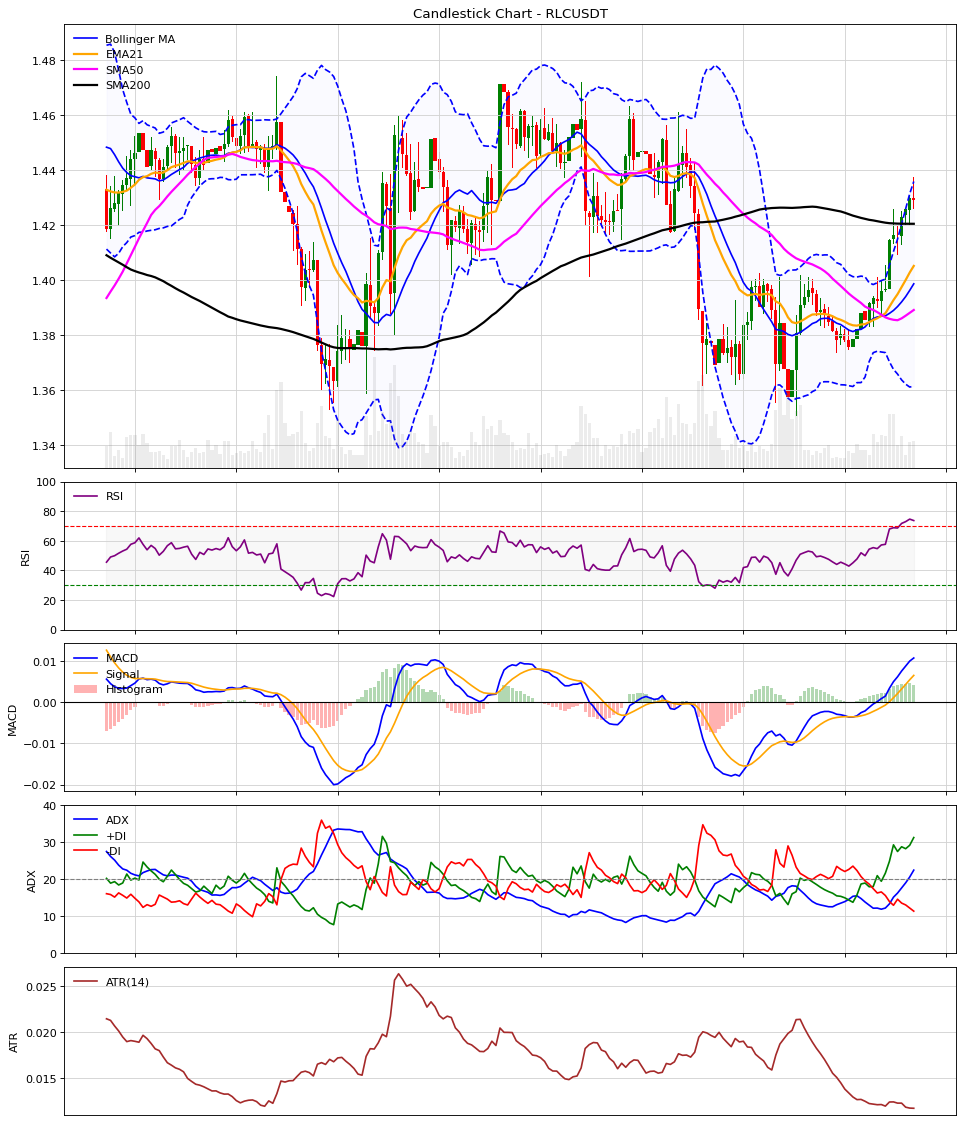 Candlestick Chart - RLCUSDT
Bollinger MA
EMA21
SMA50
SMA200
1.48
1.46
1.44
1.42
1.40
1.38
1.36
1.34
RSI
RSI
100
80
60
40
20
0
MACD
Signal
Histogram
MACD
0.01
0.00
−0.01
−0.02
ADX
+DI
-DI
ADX
40
30
20
10
0
ATR(14)
ATR
0.025
0.020
0.015